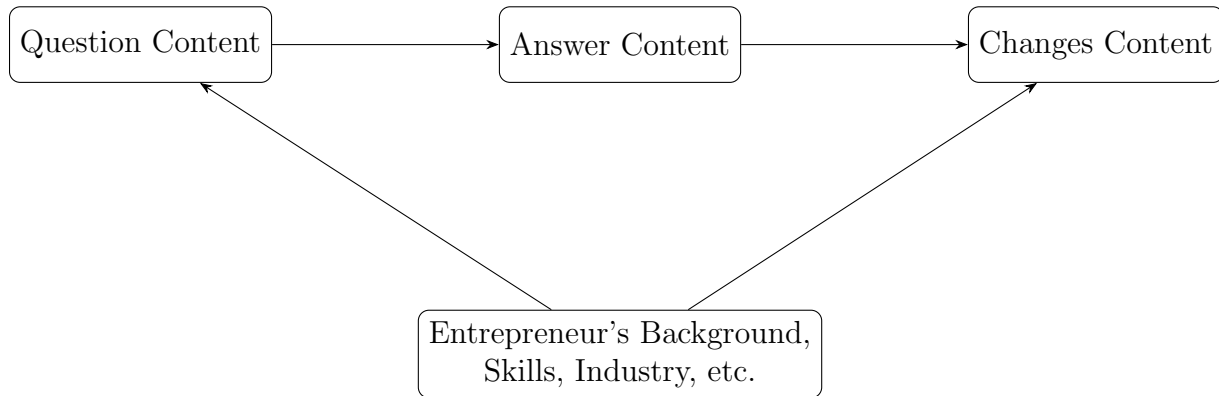 Question Content
Answer Content
Changes Content
Entrepreneur's Background,
Skills, Industry, etc.